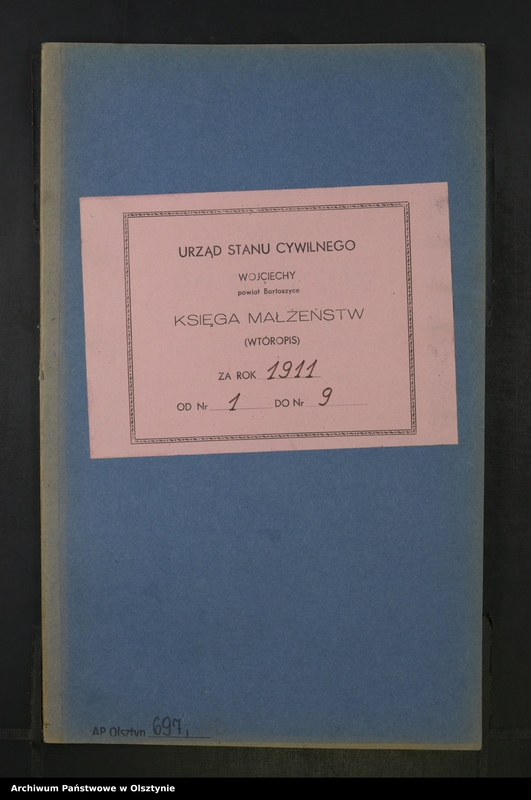 URZĄD STANU CYWILNEGO
WOJCIECHY
powiat Bartoszyce
KSIĘGA MAŁŻEŃSTW
(WTÓROPIS)
ZA ROK 1911
OD Nr 1 DO Nr 9
AP Olsztyn 697,
Archiwum Państwowe w Olsztynie